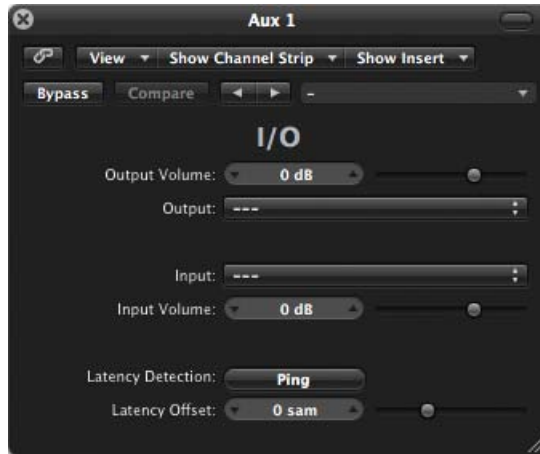 Aux 1
View Show Channel Strip Show Insert
Bypass Compare -
I/O
Output Volume: 0 dB
Output: ---
Input: ---
Input Volume: 0 dB
Latency Detection: Ping
Latency Offset: 0 sam